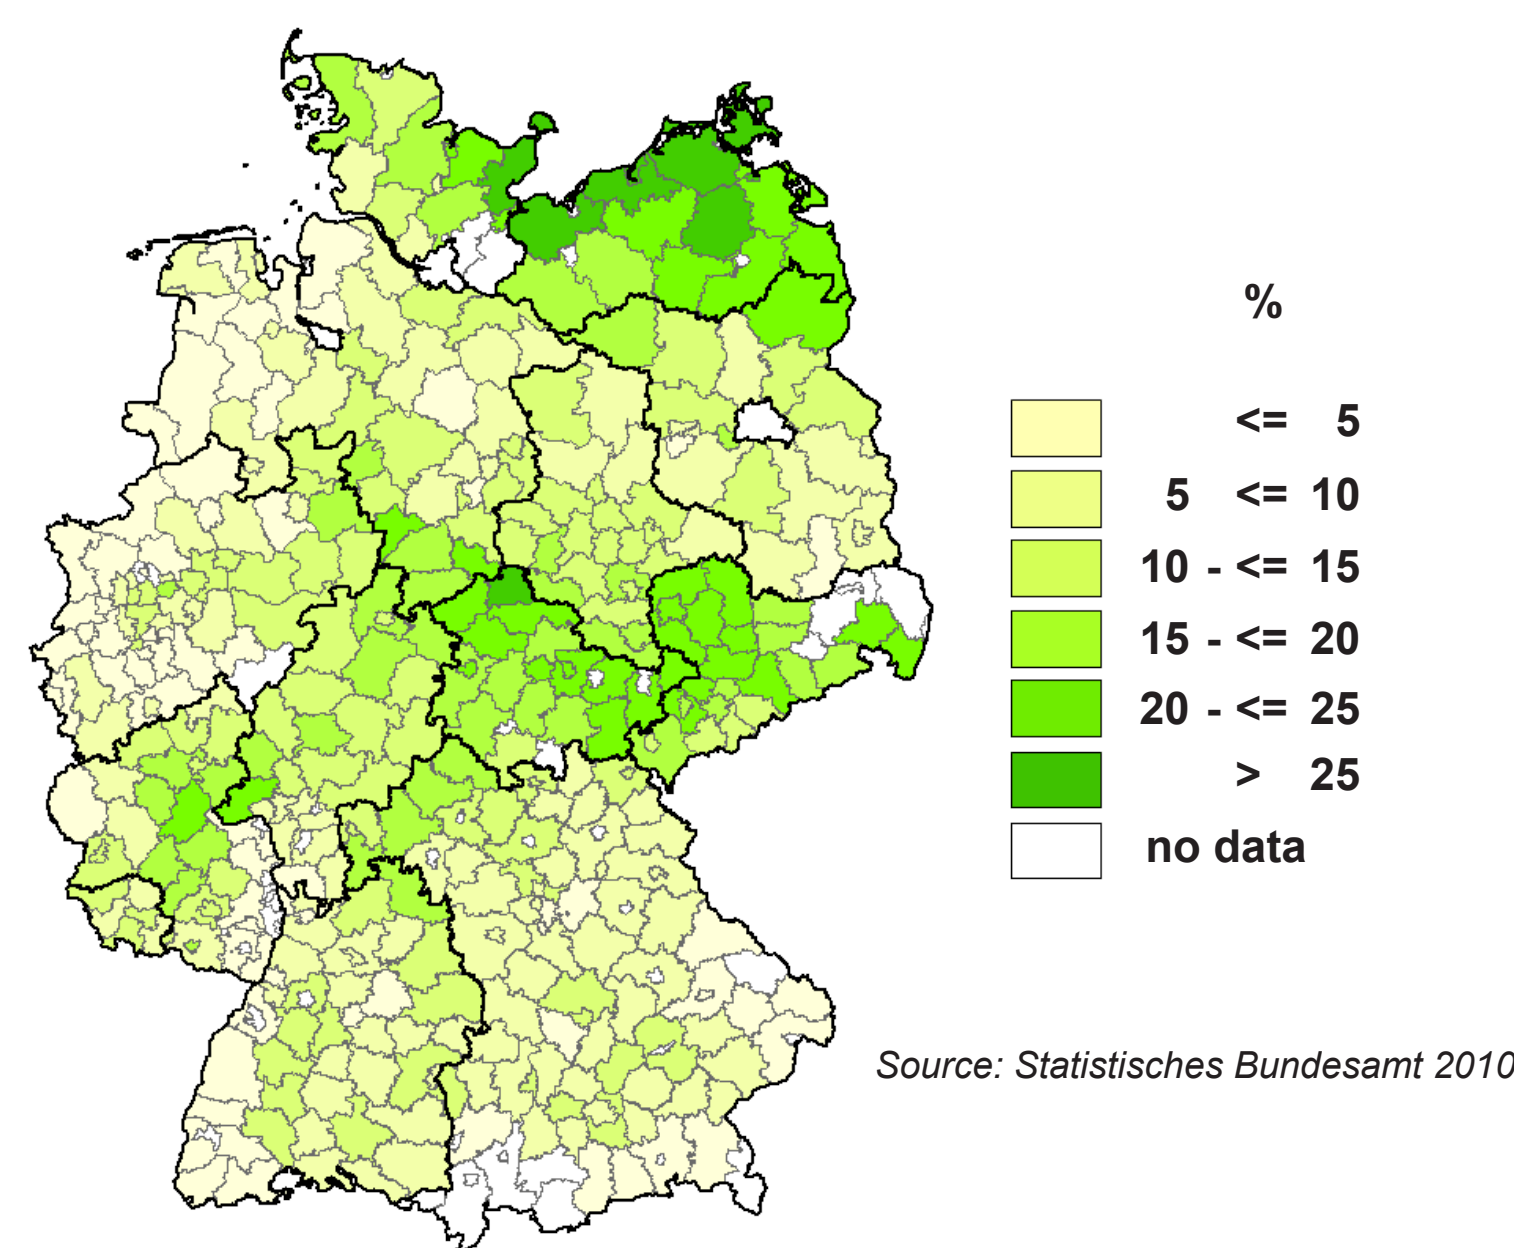 %
<= 5
5 <= 10
10 - <= 15
15 - <= 20
20 - <= 25
> 25
no data
Source: Statistisches Bundesamt 2010